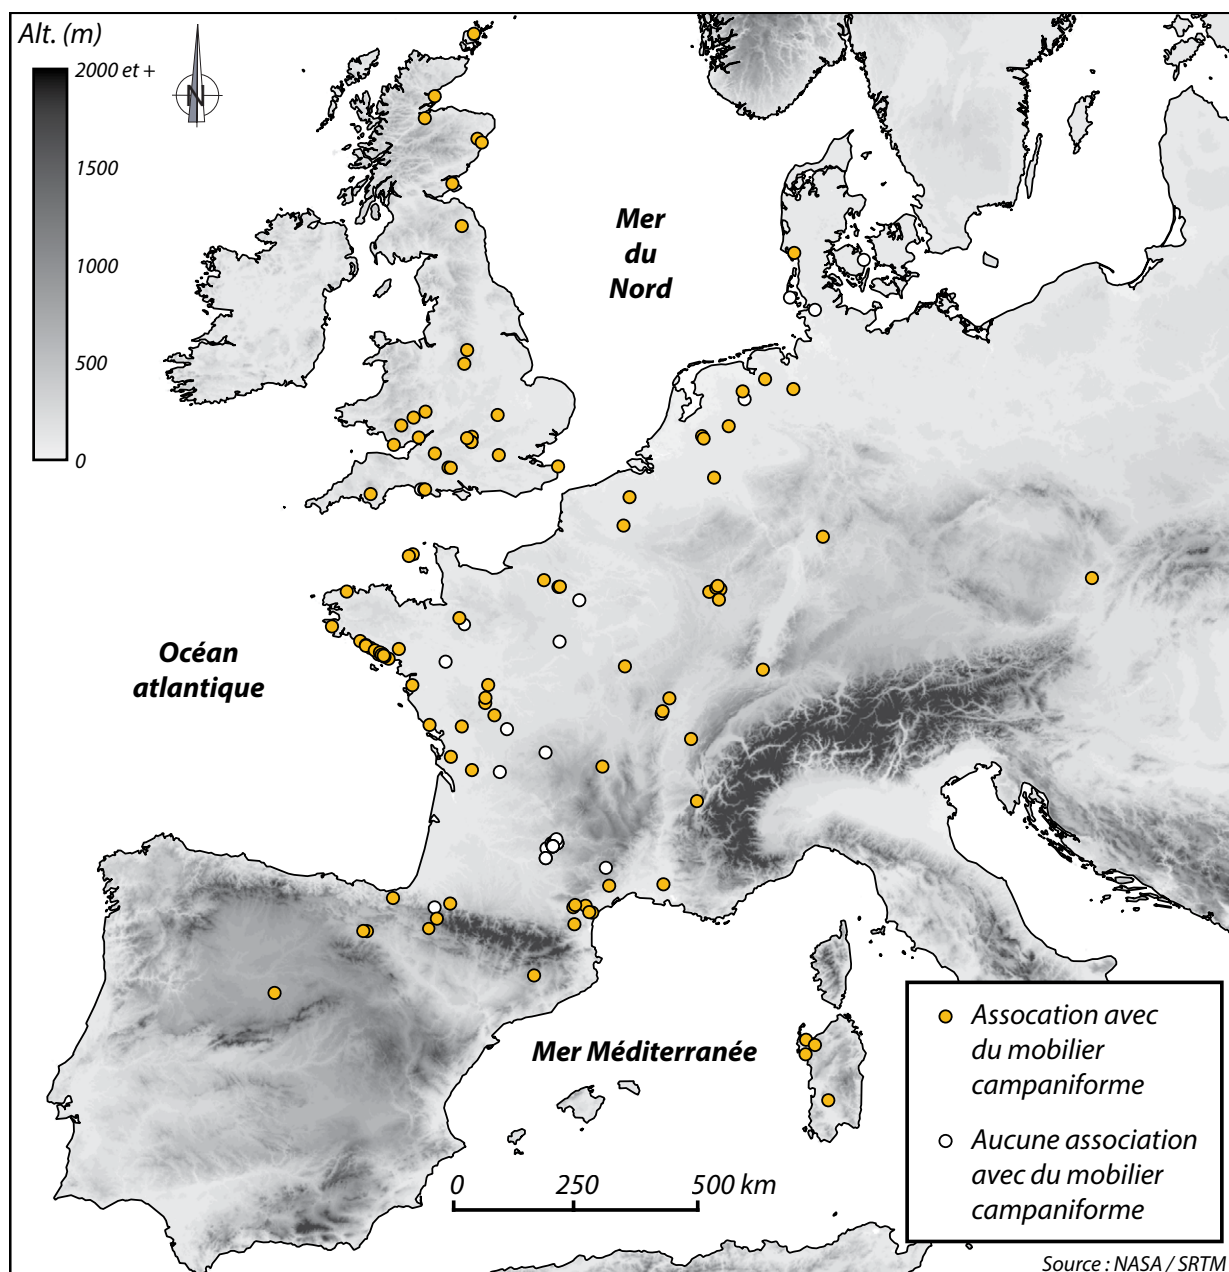 Alt. (m)
2000 et +
1500
1000
500
0
N
Mer
du
Nord
Océan
atlantique
Mer Méditerranée
0 250 500 km
Assocation avec
du mobilier
campaniforme
Aucune association
avec du mobilier
campaniforme
Source : NASA / SRTM